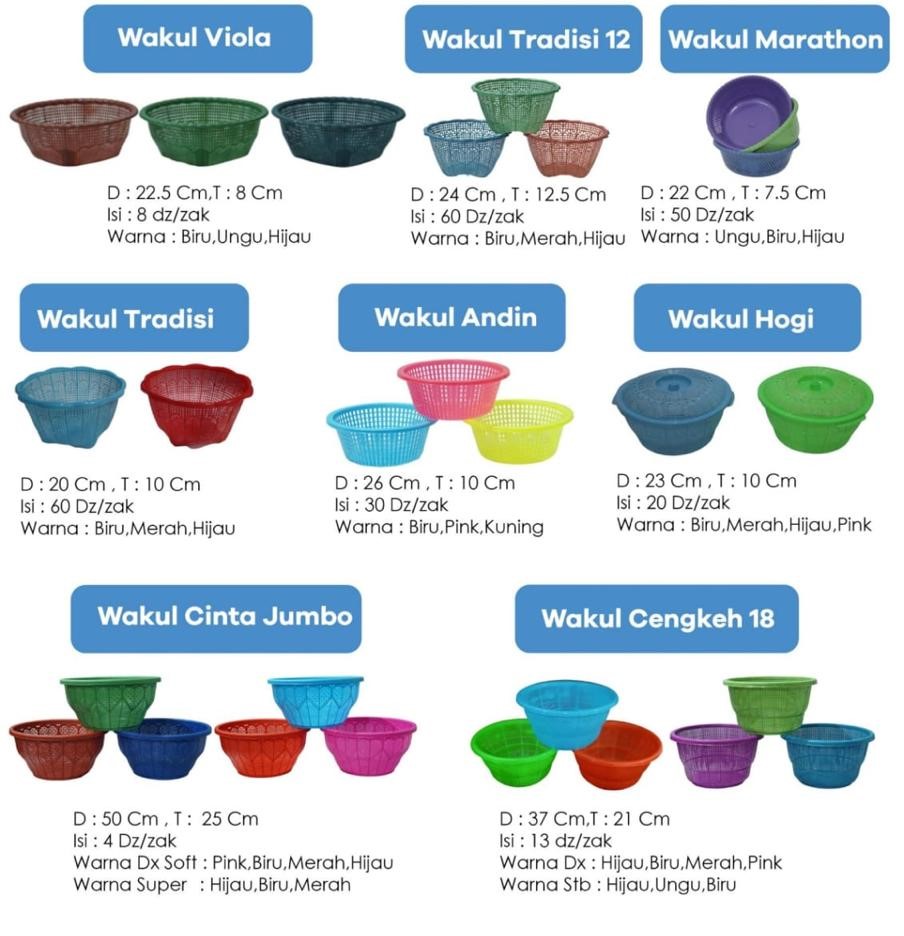 Wakul Viola
D : 22.5 Cm,T : 8 Cm
Isi : 8 dz/zak
Warna : Biru,Ungu,Hijau
Wakul Tradisi 12
D : 24 Cm , T : 12.5 Cm
Isi : 60 Dz/zak
Warna : Biru,Merah,Hijau
Wakul Marathon
D : 22 Cm , T : 7.5 Cm
Isi : 50 Dz/zak
Warna : Ungu,Biru,Hijau
Wakul Tradisi
D : 20 Cm , T : 10 Cm
Isi : 60 Dz/zak
Warna : Biru,Merah,Hijau
Wakul Andin
D : 26 Cm , T : 10 Cm
Isi : 30 Dz/zak
Warna : Biru,Pink,Kuning
Wakul Hogi
D : 23 Cm , T : 10 Cm
Isi : 20 Dz/zak
Warna : Biru,Merah,Hijau,Pink
Wakul Cinta Jumbo
D : 50 Cm , T :  25 Cm
Isi : 4 Dz/zak
Warna Dx Soft : Pink,Biru,Merah,Hijau
Warna Super  : Hijau,Biru,Merah
Wakul Cengkeh 18
D : 37 Cm,T : 21 Cm
Isi : 13 dz/zak
Warna Dx : Hijau,Biru,Merah,Pink
Warna Stb : Hijau,Ungu,Biru